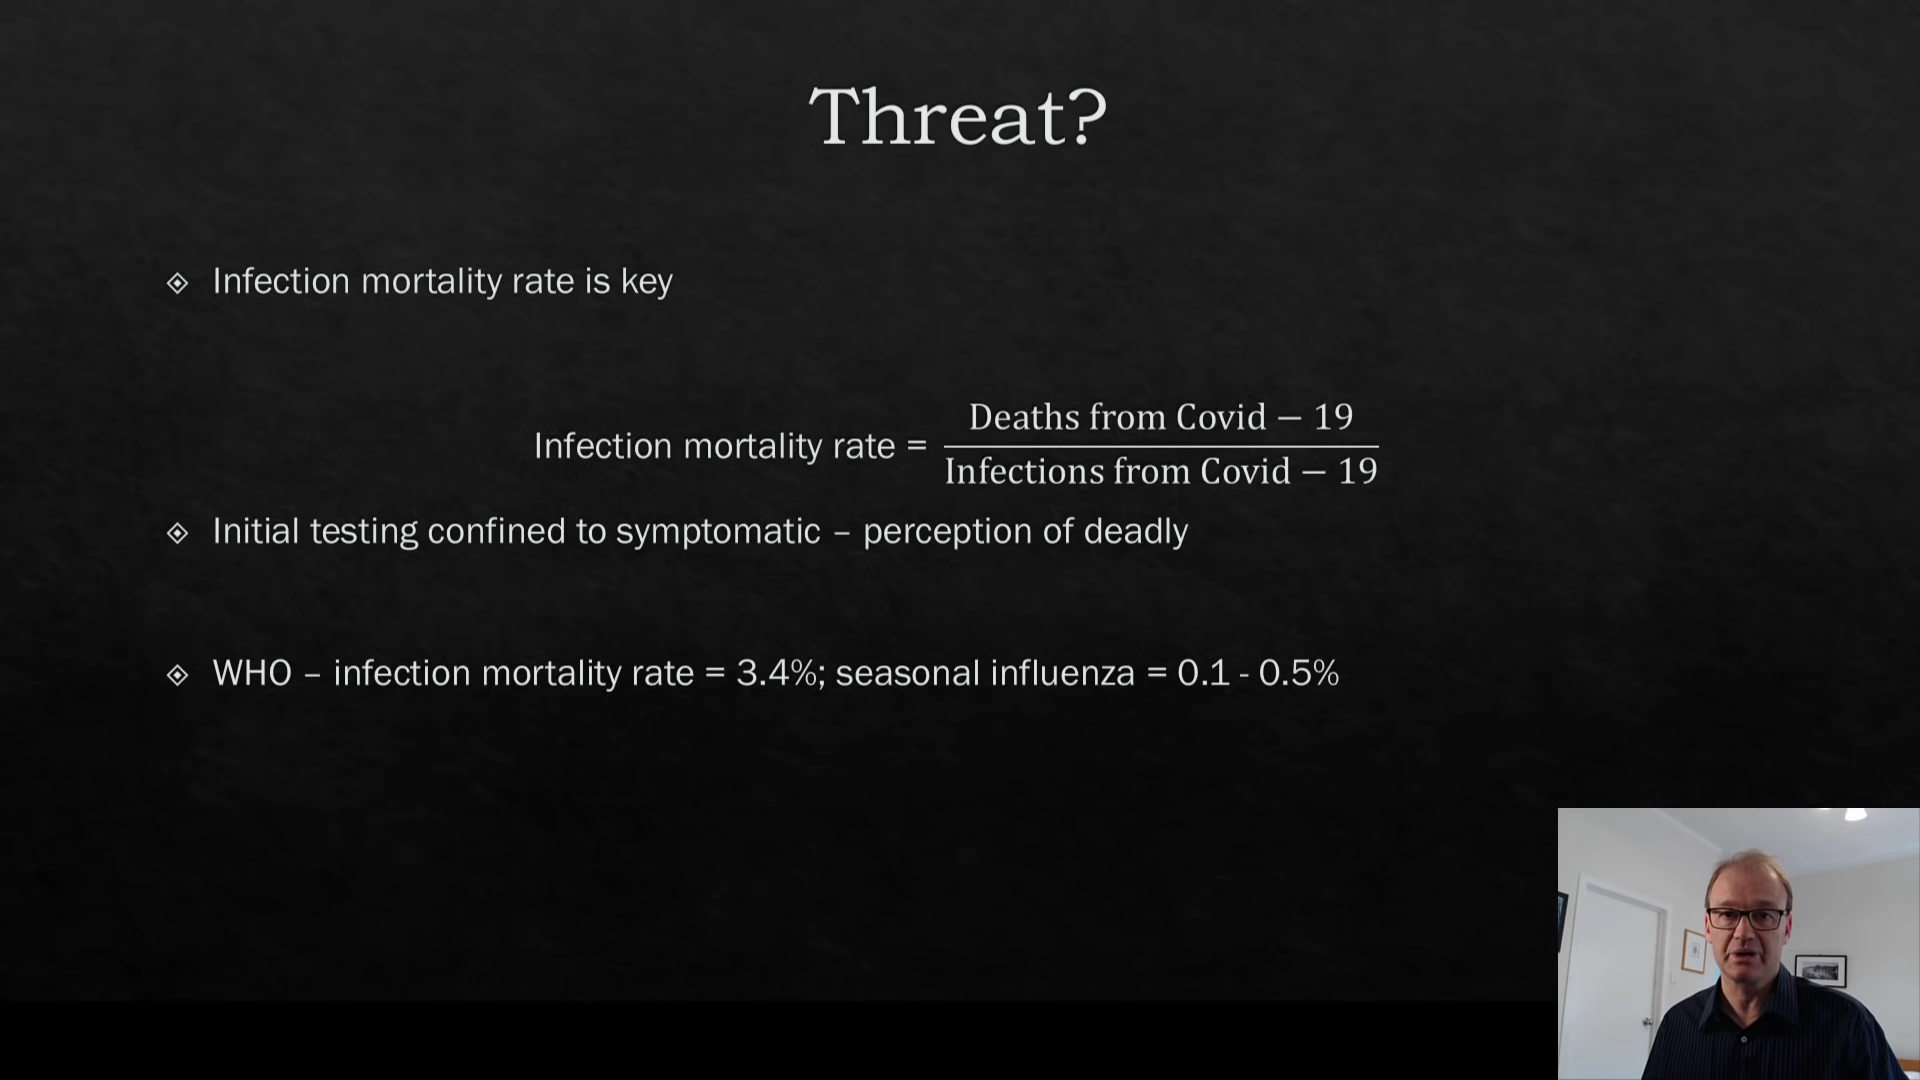 Threat?
Infection mortality rate is key
Infection mortality rate = Deaths from Covid – 19
Infections from Covid – 19
Initial testing confined to symptomatic – perception of deadly
WHO – infection mortality rate = 3.4%; seasonal influenza = 0.1 - 0.5%